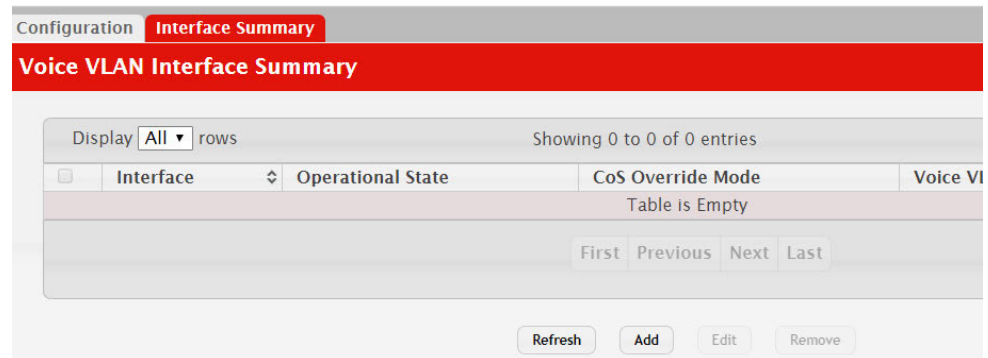 Configuration Interface Summary
Voice VLAN Interface Summary
Display All rows Showing 0 to 0 of 0 entries
Interface Operational State CoS Override Mode Voice
Table is Empty
First Previous Next Last
Refresh Add Edit Remove